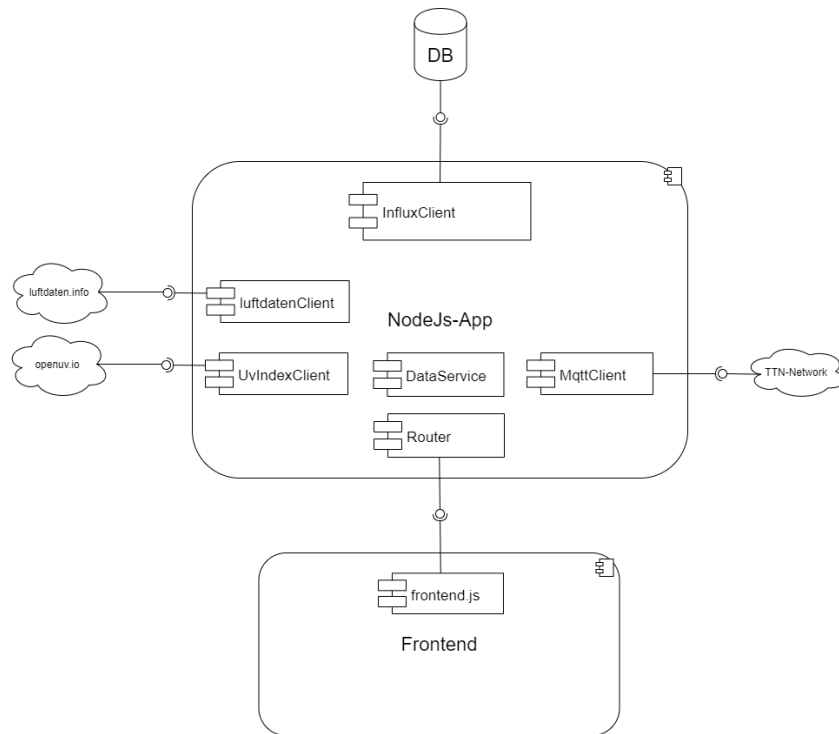 DB
InfluxClient
luftdaten.info
luftdatenClient
NodeJs-App
openuv.io
UvIndexClient
DataService
MqttClient
TTN-Network
Router
frontend.js
Frontend